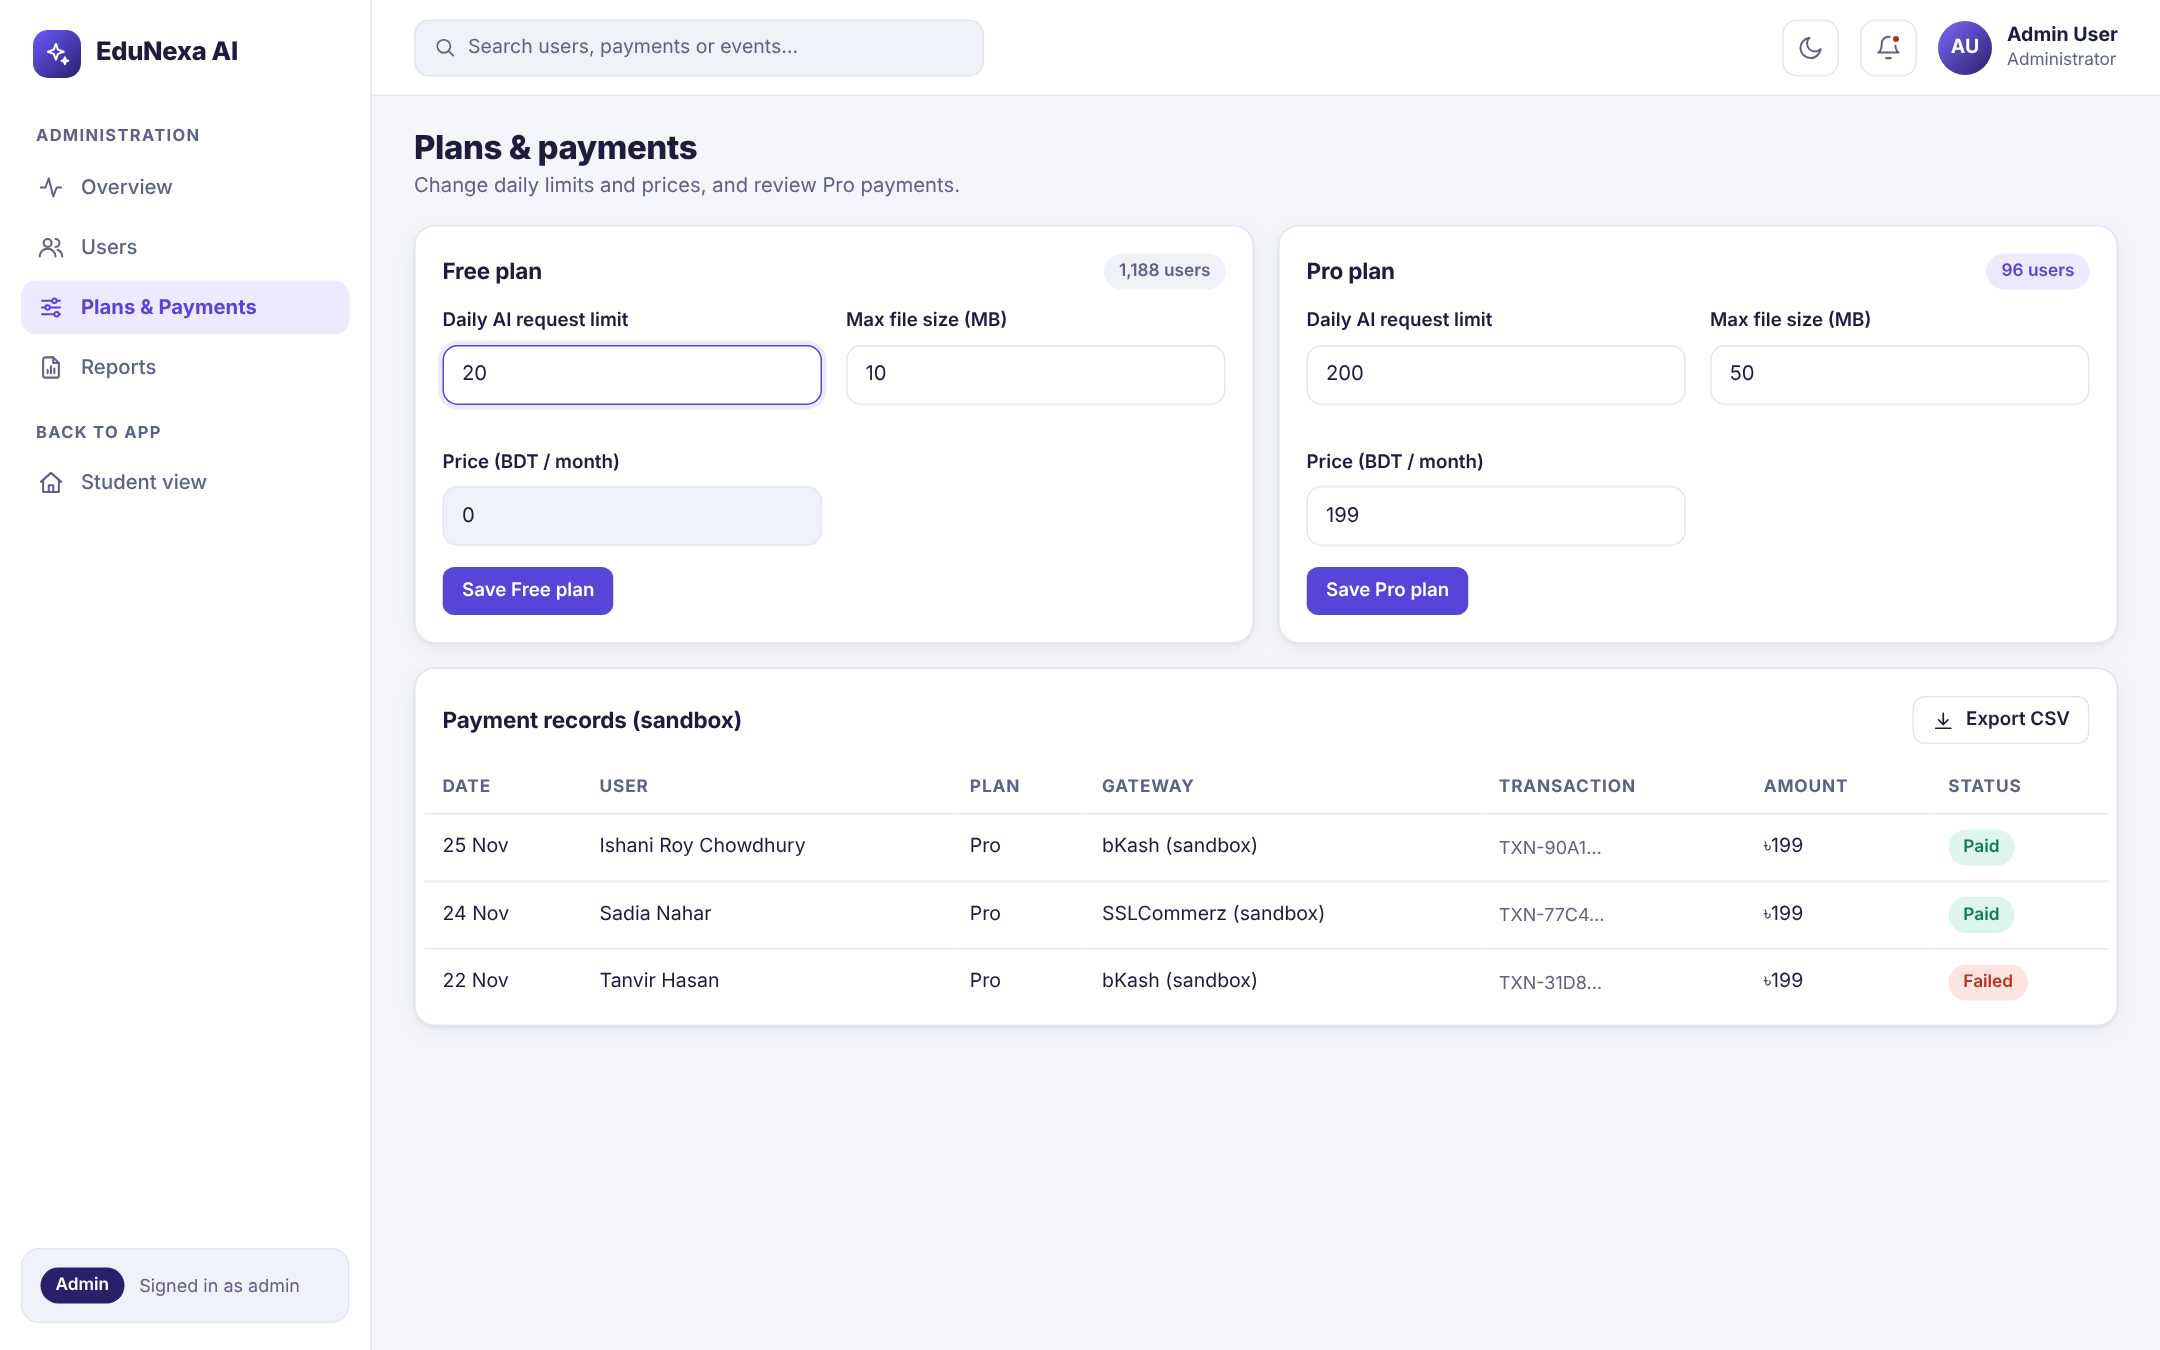 EduNexa AI
ADMINISTRATION
Overview
Users
Plans & Payments
Reports
BACK TO APP
Student view
Admin Signed in as admin
Search users, payments or events...
AU
Admin User
Administrator
Plans & payments
Change daily limits and prices, and review Pro payments.
Free plan 1,188 users
Daily AI request limit Max file size (MB)
20 10
Price (BDT / month)
0
Save Free plan
Pro plan 96 users
Daily AI request limit Max file size (MB)
200 50
Price (BDT / month)
199
Save Pro plan
Payment records (sandbox) Export CSV
DATE USER PLAN GATEWAY TRANSACTION AMOUNT STATUS
25 Nov Ishani Roy Chowdhury Pro bKash (sandbox) TXN-90A1... ৳199 Paid
24 Nov Sadia Nahar Pro SSLCommerz (sandbox) TXN-77C4... ৳199 Paid
22 Nov Tanvir Hasan Pro bKash (sandbox) TXN-31D8... ৳199 Failed